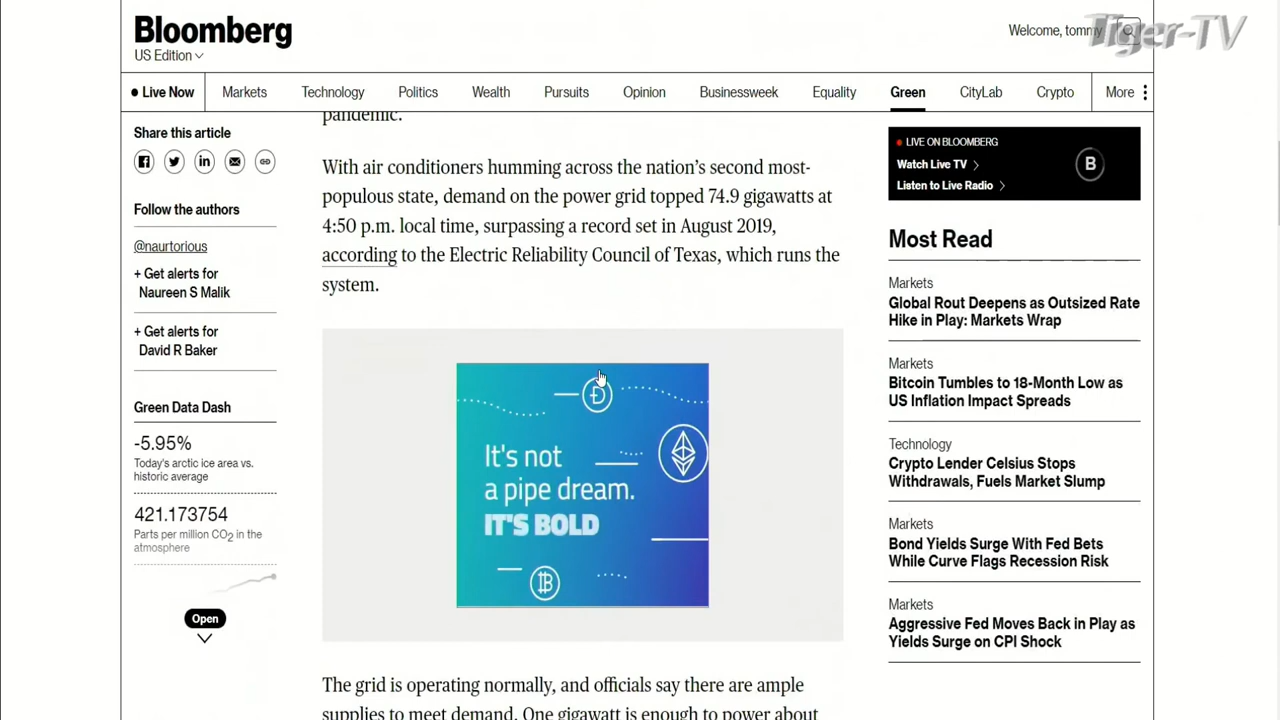 Bloomberg
US Edition
Welcome, tommy
Tiger-TV
Live Now
Markets
Technology
Politics
Wealth
Pursuits
Opinion
Businessweek
Equality
Green
CityLab
Crypto
More
Share this article
Follow the authors
@naurtorious
+ Get alerts for
Naureen S Malik
+ Get alerts for
David R Baker
Green Data Dash
-5.95%
Today's arctic ice area vs.
historic average
421.173754
Parts per million CO2 in the
atmosphere
Open
pandemic.
With air conditioners humming across the nation's second most-
populous state, demand on the power grid topped 74.9 gigawatts at
4:50 p.m. local time, surpassing a record set in August 2019,
according to the Electric Reliability Council of Texas, which runs the
system.
It's not
a pipe dream.
IT'S BOLD
The grid is operating normally, and officials say there are ample
supplies to meet demand. One gigawatt is enough to power about
LIVE ON BLOOMBERG
Watch Live TV
Listen to Live Radio
B
Most Read
Markets
Global Rout Deepens as Outsized Rate
Hike in Play: Markets Wrap
Markets
Bitcoin Tumbles to 18-Month Low as
US Inflation Impact Spreads
Technology
Crypto Lender Celsius Stops
Withdrawals, Fuels Market Slump
Markets
Bond Yields Surge With Fed Bets
While Curve Flags Recession Risk
Markets
Aggressive Fed Moves Back in Play as
Yields Surge on CPI Shock